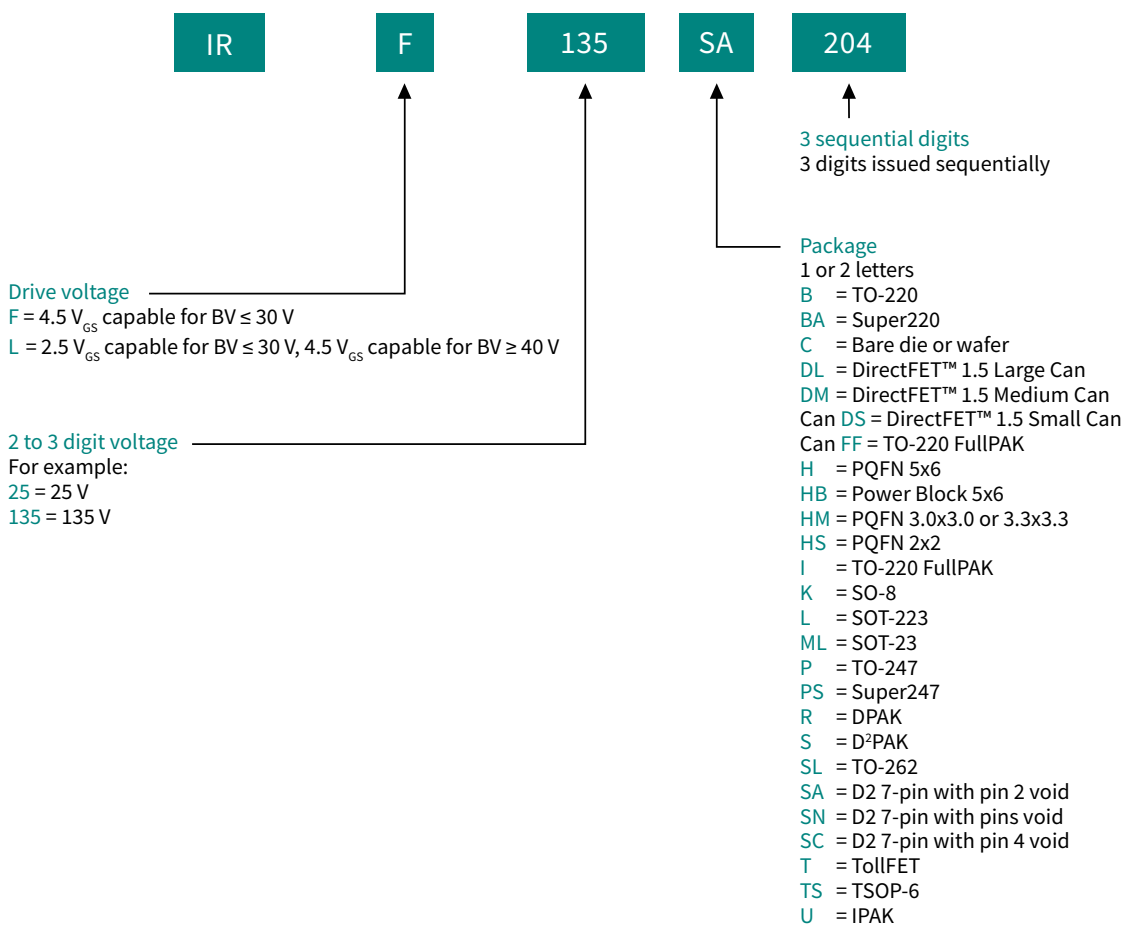 IR F 135 SA 204
3 sequential digits
3 digits issued sequentially
Drive voltage
F = 4.5 V_GS capable for BV ≤ 30 V
L = 2.5 V_GS capable for BV ≤ 30 V, 4.5 V_GS capable for BV ≥ 40 V
2 to 3 digit voltage
For example:
25 = 25 V
135 = 135 V
Package
1 or 2 letters
B = TO-220
BA = Super220
C = Bare die or wafer
DL = DirectFET™ 1.5 Large Can
DM = DirectFET™ 1.5 Medium Can
Can DS = DirectFET™ 1.5 Small Can
Can FF = TO-220 FullPAK
H = PQFN 5x6
HB = Power Block 5x6
HM = PQFN 3.0x3.0 or 3.3x3.3
HS = PQFN 2x2
I = TO-220 FullPAK
K = SO-8
L = SOT-223
ML = SOT-23
P = TO-247
PS = Super247
R = DPAK
S = D²PAK
SL = TO-262
SA = D2 7-pin with pin 2 void
SN = D2 7-pin with pins void
SC = D2 7-pin with pin 4 void
T = TollFET
TS = TSOP-6
U = IPAK